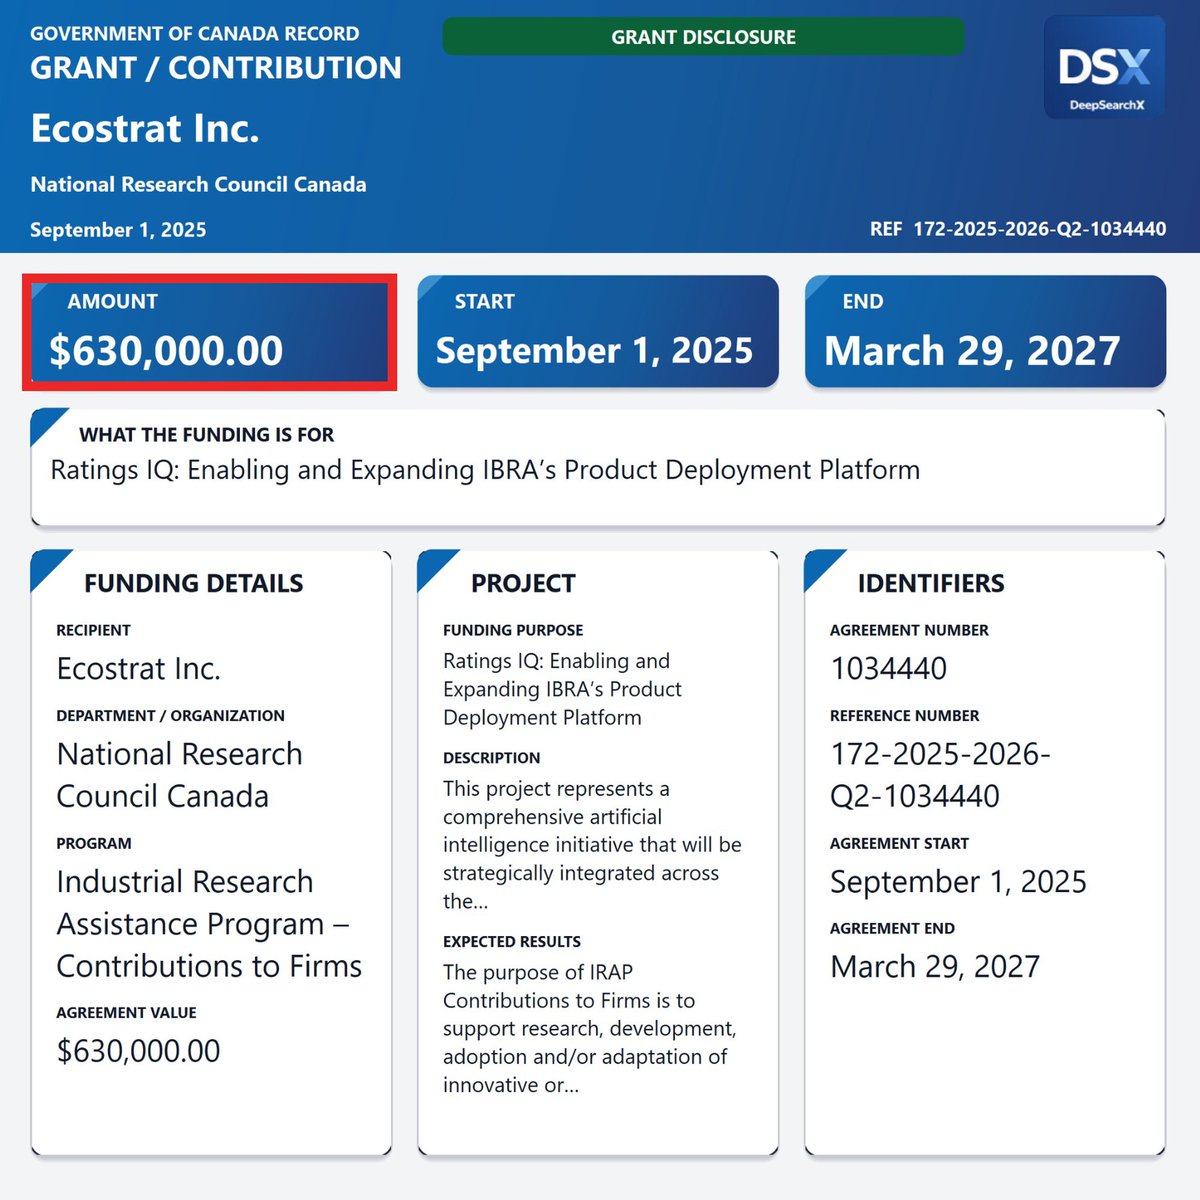 GOVERNMENT OF CANADA RECORD
GRANT / CONTRIBUTION
GRANT DISCLOSURE
DSX
DeepSearchX
Ecostrat Inc.
National Research Council Canada
September 1, 2025
REF 172-2025-2026-Q2-1034440
AMOUNT
$630,000.00
START
September 1, 2025
END
March 29, 2027
WHAT THE FUNDING IS FOR
Ratings IQ: Enabling and Expanding IBRA’s Product Deployment Platform
FUNDING DETAILS
RECIPIENT
Ecostrat Inc.
DEPARTMENT / ORGANIZATION
National Research
Council Canada
PROGRAM
Industrial Research
Assistance Program –
Contributions to Firms
AGREEMENT VALUE
$630,000.00
PROJECT
FUNDING PURPOSE
Ratings IQ: Enabling and
Expanding IBRA’s Product
Deployment Platform
DESCRIPTION
This project represents a
comprehensive artificial
intelligence initiative that will be
strategically integrated across
the...
EXPECTED RESULTS
The purpose of IRAP
Contributions to Firms is to
support research, development,
adoption and/or adaptation of
innovative or...
IDENTIFIERS
AGREEMENT NUMBER
1034440
REFERENCE NUMBER
172-2025-2026-
Q2-1034440
AGREEMENT START
September 1, 2025
AGREEMENT END
March 29, 2027